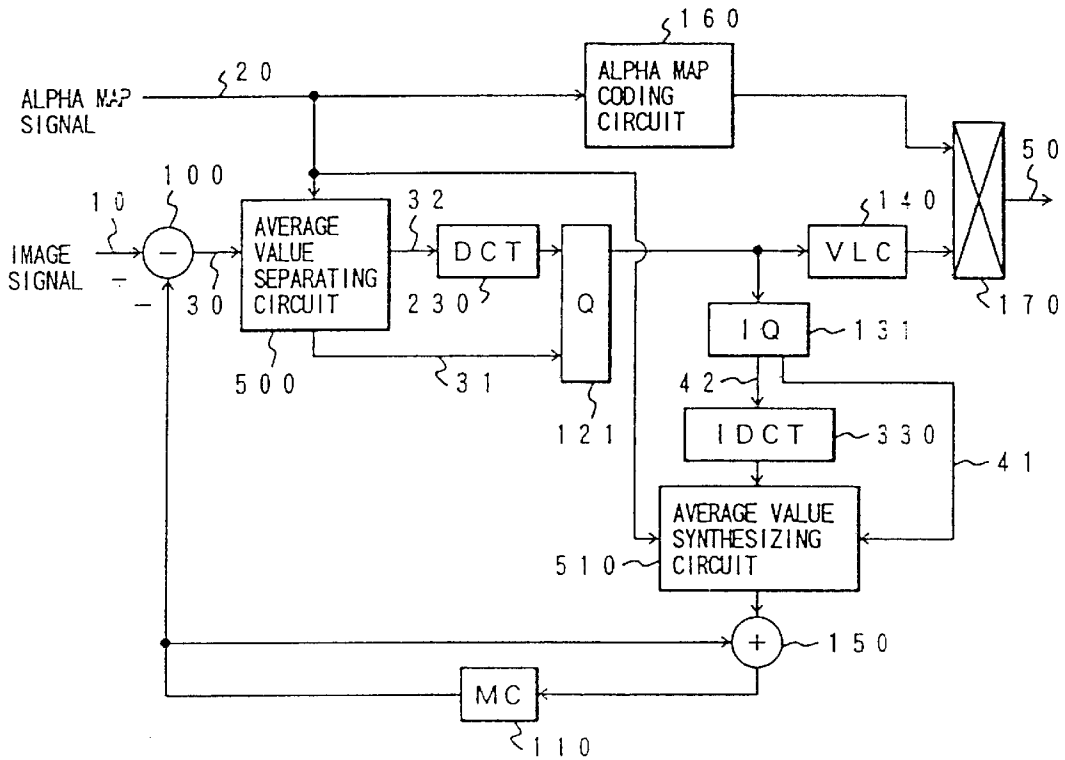 160
20
ALPHA MAP
SIGNAL
ALPHA MAP
CODING
CIRCUIT
50
100
10
32
140
IMAGE
SIGNAL
−
−
−
30
AVERAGE
VALUE
SEPARATING
CIRCUIT
DCT
230
Q
VLC
170
500
31
121
IQ
131
42
IDCT
330
41
AVERAGE VALUE
SYNTHESIZING
CIRCUIT
510
+
150
MC
110